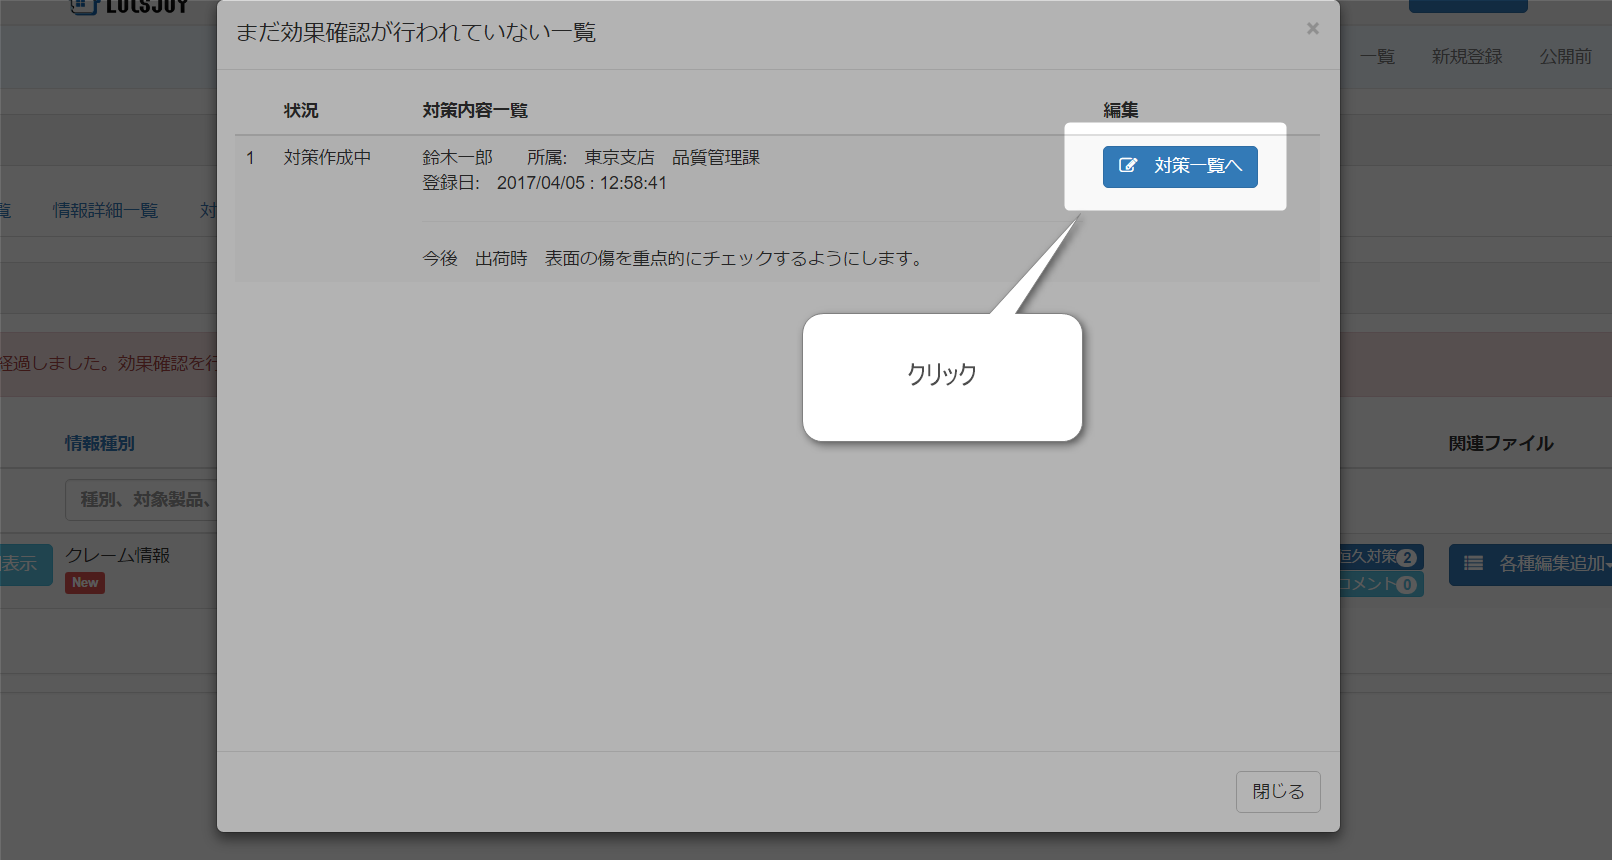 LotsJoy
まだ効果確認が行われていない一覧
×
一覧 新規登録 公開前
状況 対策内容一覧 編集
1 対策作成中 鈴木一郎 所属: 東京支店 品質管理課
対策一覧へ
登録日: 2017/04/05 : 12:58:41
覧 情報詳細一覧 対
今後 出荷時 表面の傷を重点的にチェックするようにします。
経過しました。効果確認を行
クリック
情報種別 関連ファイル
種別、対象製品、
表示 クレーム情報
New
恒久対策 2
コメント 0
各種編集追加
閉じる